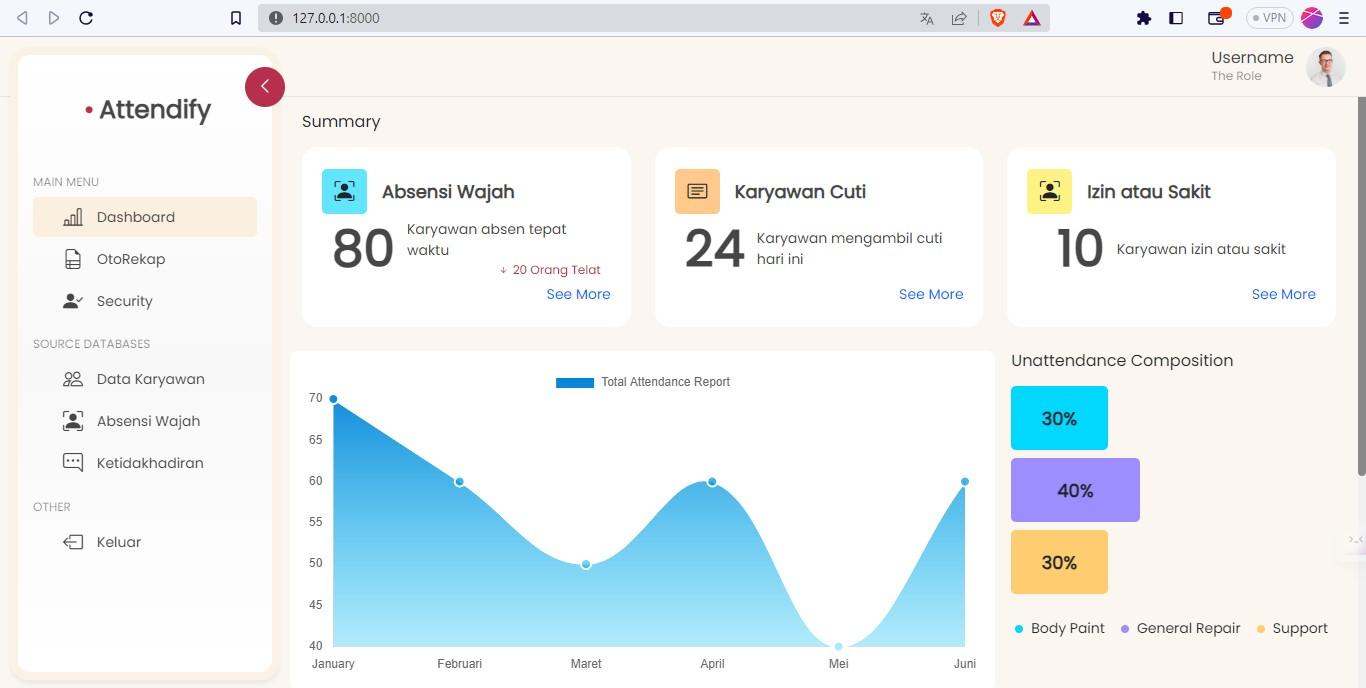 127.0.0.1:8000
VPN
Username
The Role
Attendify
MAIN MENU
Dashboard
OtoRekap
Security
SOURCE DATABASES
Data Karyawan
Absensi Wajah
Ketidakhadiran
OTHER
Keluar
Summary
Absensi Wajah
80
Karyawan absen tepat
waktu
20 Orang Telat
See More
Karyawan Cuti
24
Karyawan mengambil cuti
hari ini
See More
Izin atau Sakit
10
Karyawan izin atau sakit
See More
Total Attendance Report
70
65
60
55
50
45
40
January Februari Maret April Mei Juni
Unattendance Composition
30%
40%
30%
Body Paint General Repair Support